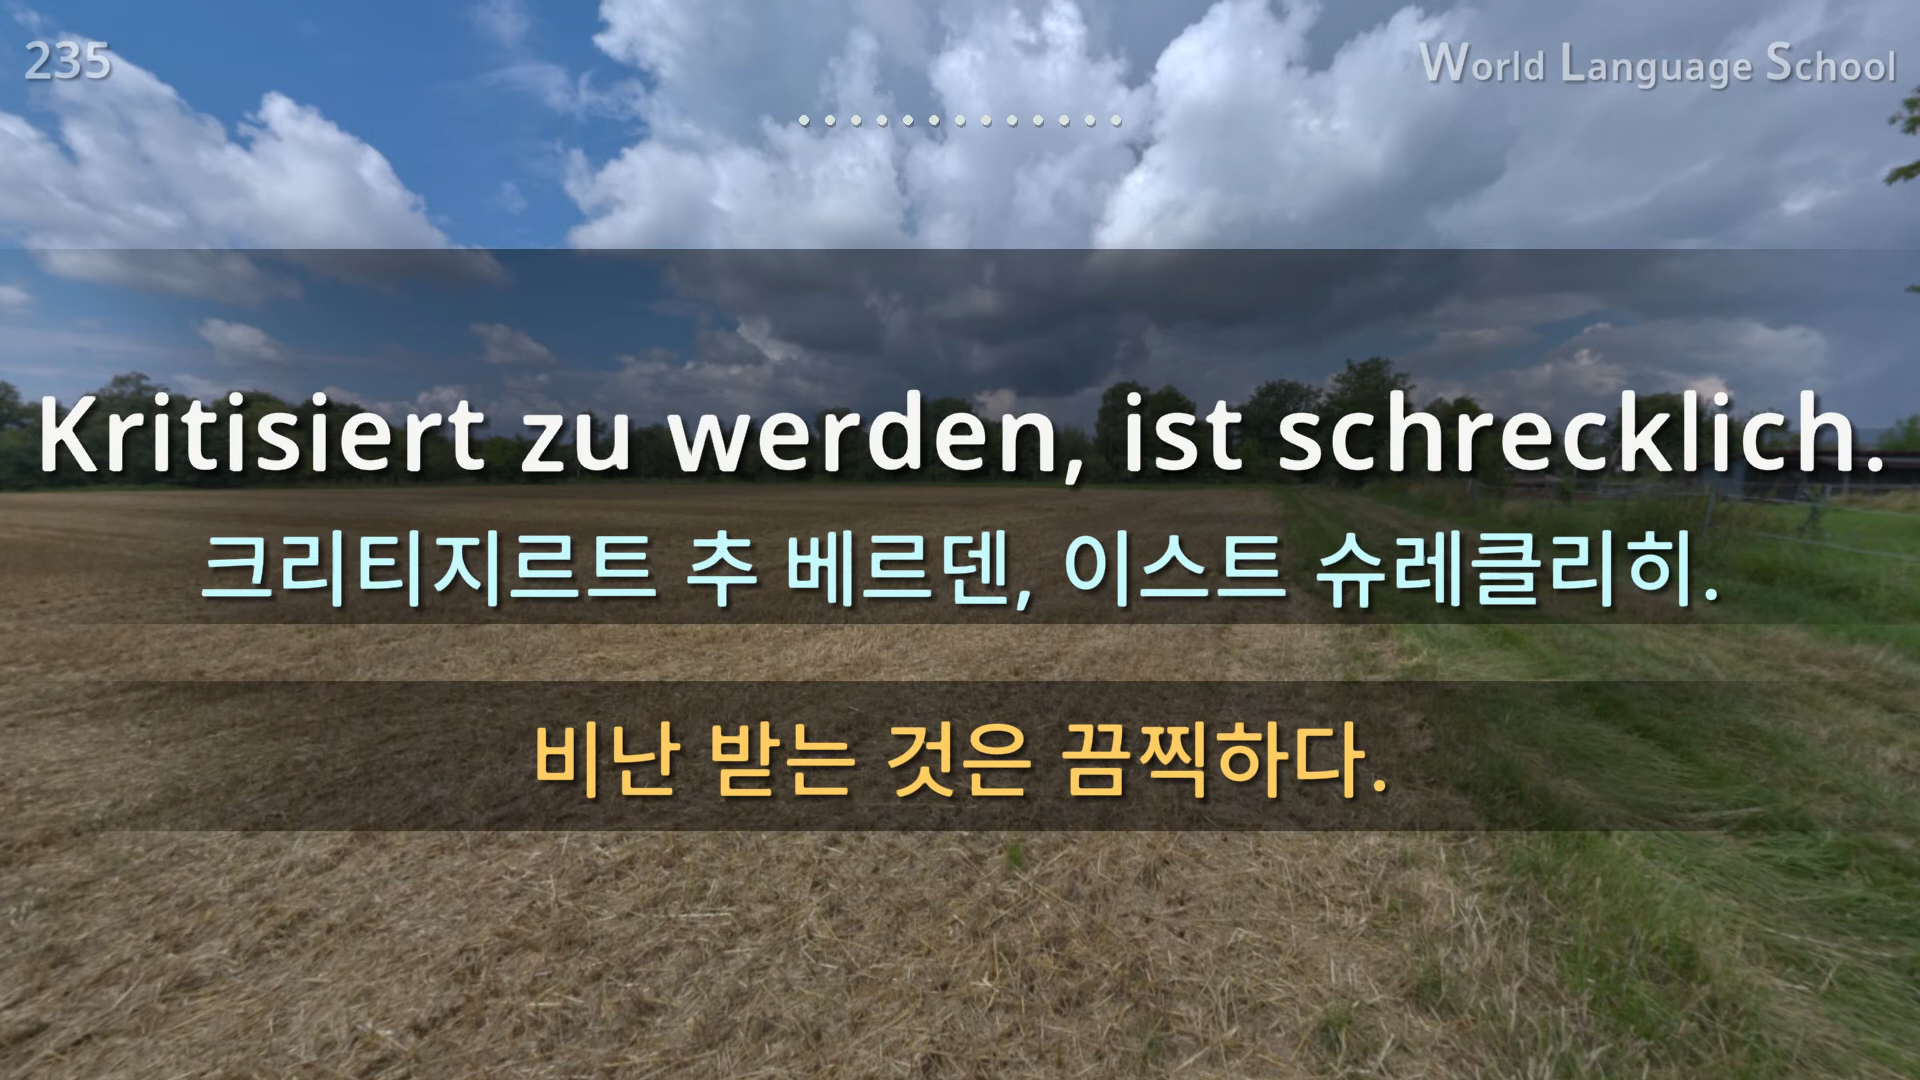 235
World Language School
Kritisiert zu werden, ist schrecklich.
크리티지르트 추 베르덴, 이스트 슈레클리히.
비난 받는 것은 끔찍하다.